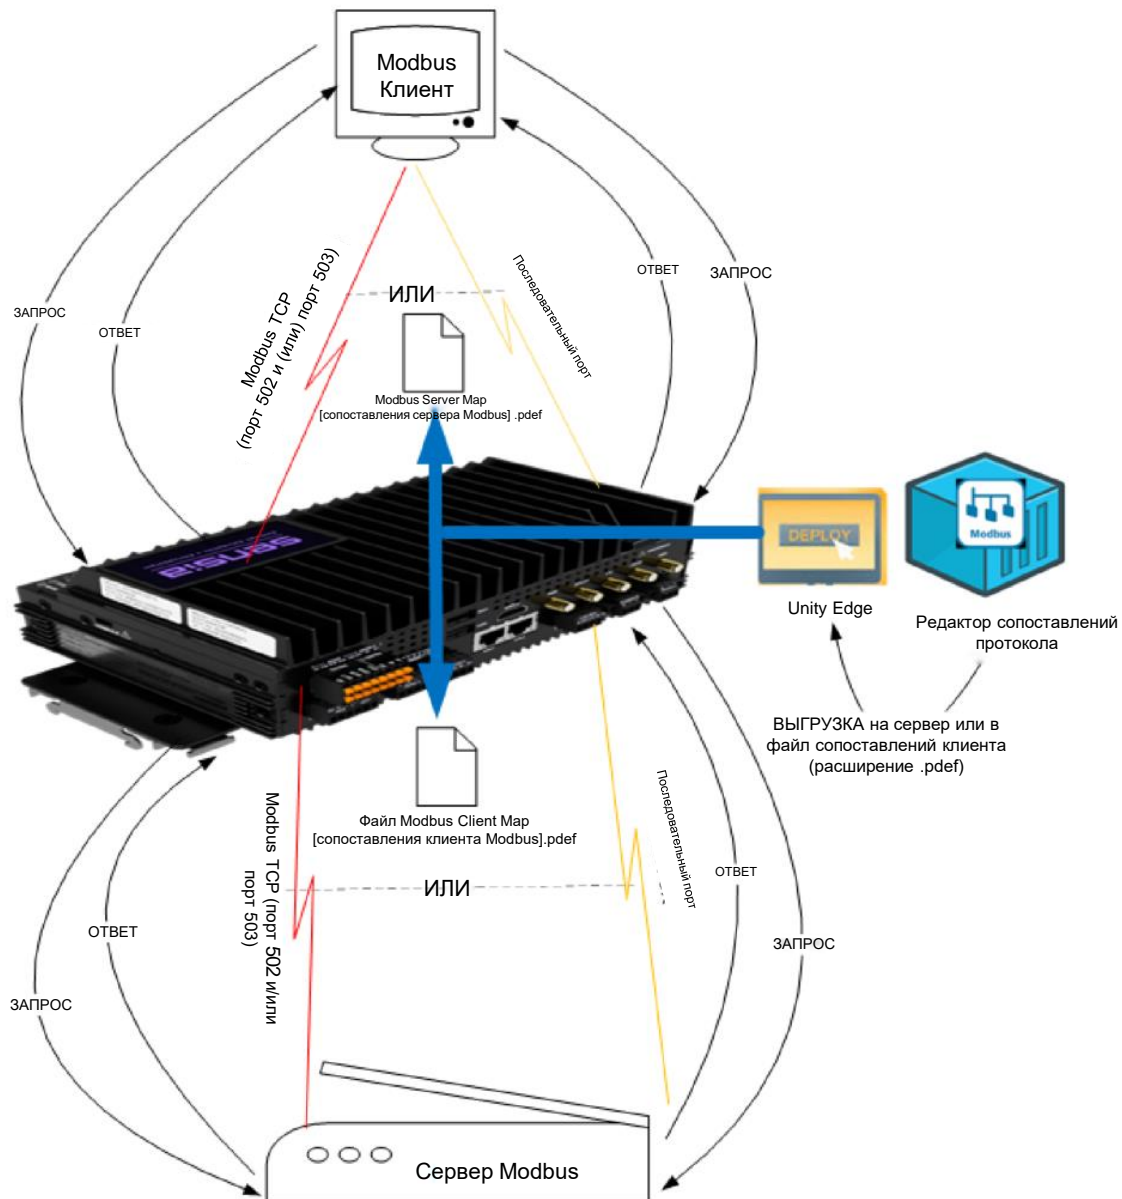 Modbus
Клиент
ЗАПРОС
ОТВЕТ
Modbus TCP
(порт 502 и (или) порт 503)
ИЛИ
Последовательный порт
ОТВЕТ
ЗАПРОС
Modbus Server Map
[сопоставления сервера Modbus] .pdef
sensia
DEPLOY
Modbus
Unity Edge
Редактор сопоставлений
протокола
ВЫГРУЗКА на сервер или в
файл сопоставлений клиента
(расширение .pdef)
Файл Modbus Client Map
[сопоставления клиента Modbus].pdef
Modbus TCP (порт 502 и/или
порт 503)
ИЛИ
Последовательный порт
ОТВЕТ
ЗАПРОС
ОТВЕТ
ЗАПРОС
Сервер Modbus